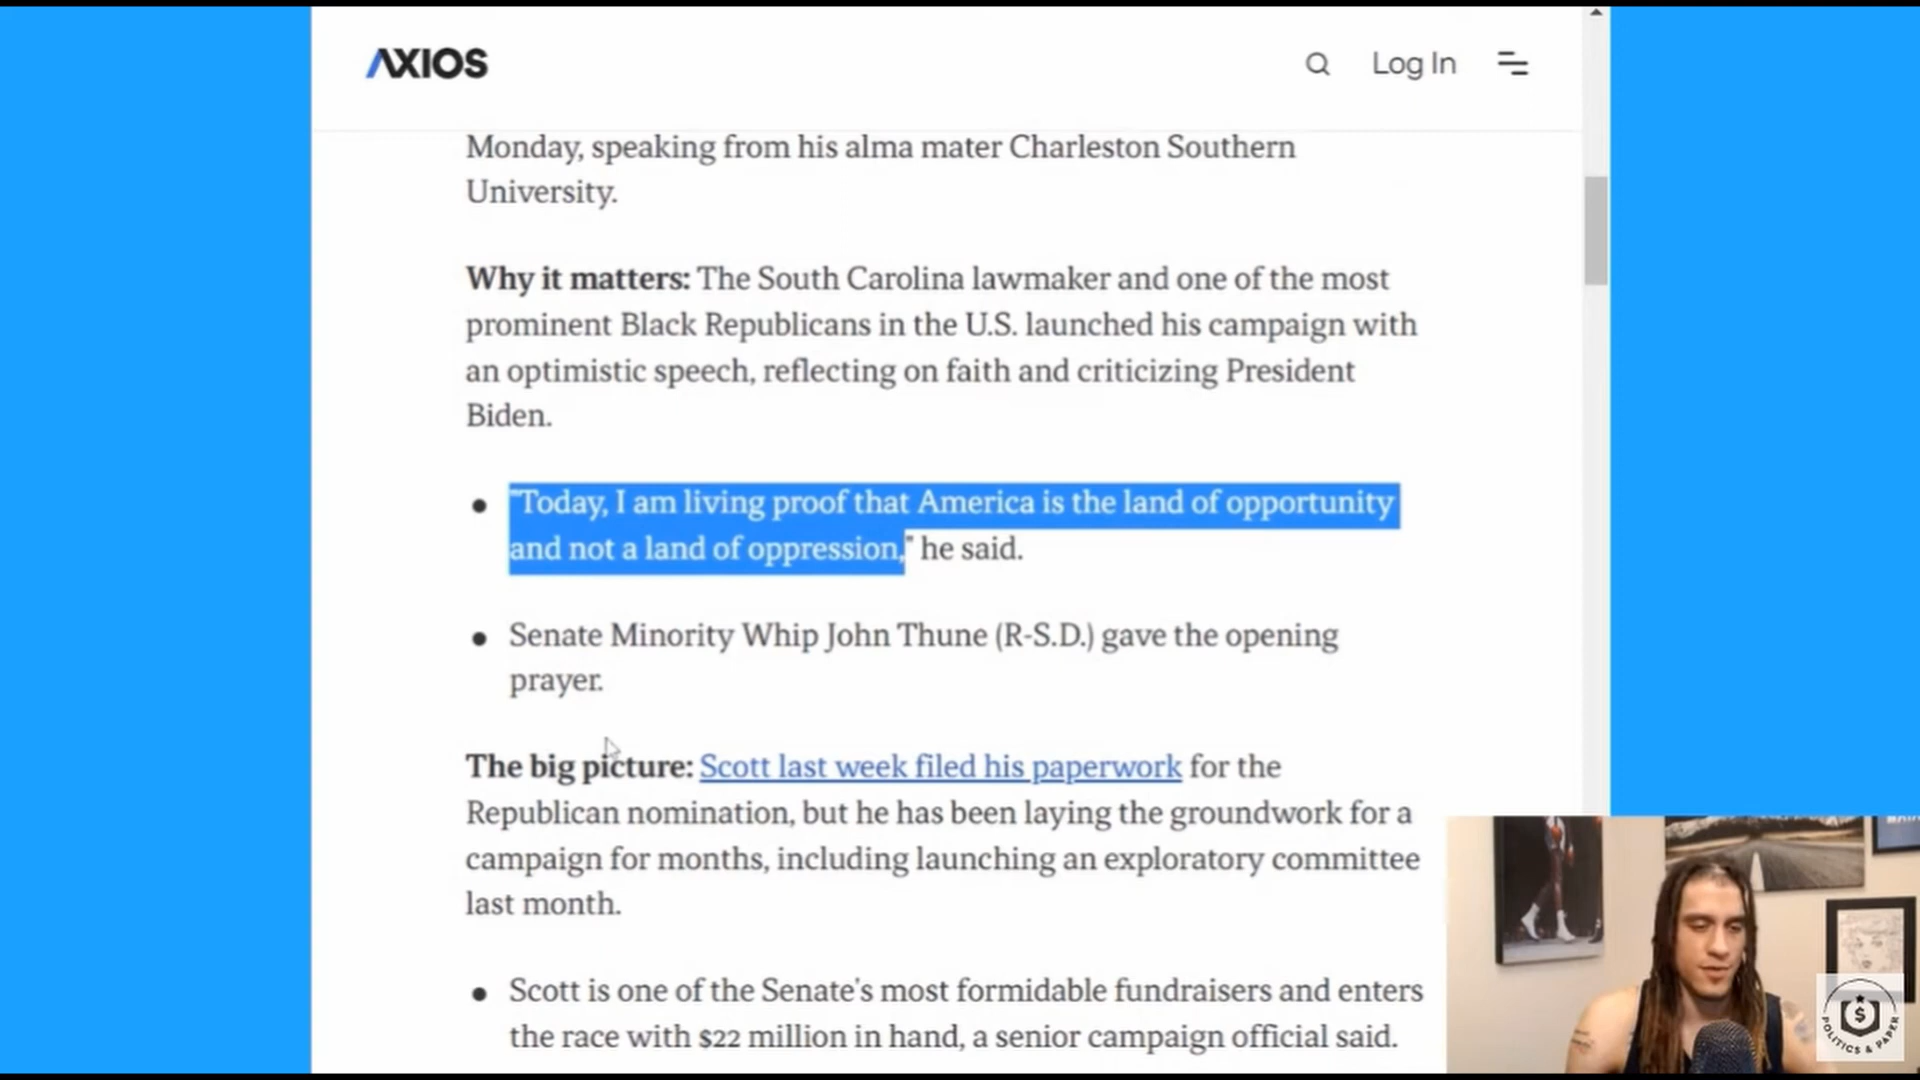 AXIOS
Log In
Monday, speaking from his alma mater Charleston Southern
University.
Why it matters: The South Carolina lawmaker and one of the most
prominent Black Republicans in the U.S. launched his campaign with
an optimistic speech, reflecting on faith and criticizing President
Biden.
"Today, I am living proof that America is the land of opportunity
and not a land of oppression," he said.
Senate Minority Whip John Thune (R-S.D.) gave the opening
prayer.
The big picture: Scott last week filed his paperwork for the
Republican nomination, but he has been laying the groundwork for a
campaign for months, including launching an exploratory committee
last month.
Scott is one of the Senate's most formidable fundraisers and enters
the race with $22 million in hand, a senior campaign official said.
$
POLITICS & PAPER